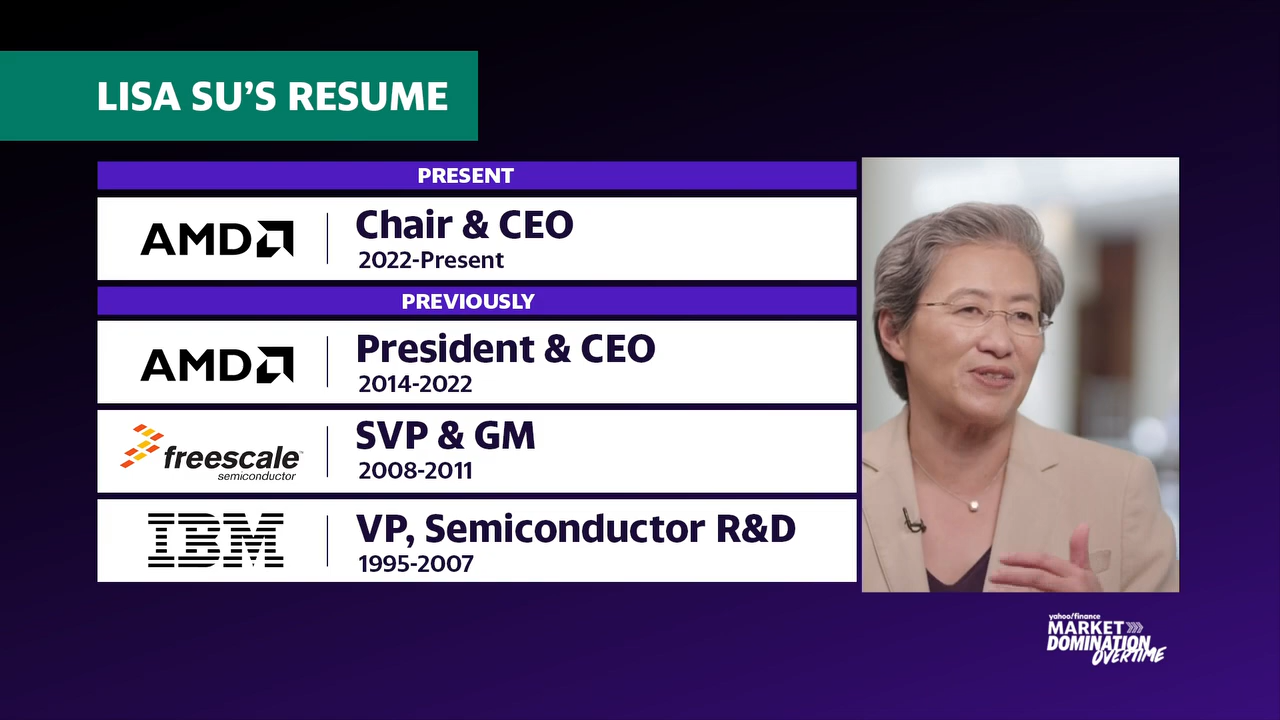 LISA SU'S RESUME
PRESENT
AMD
Chair & CEO
2022-Present
PREVIOUSLY
AMD
President & CEO
2014-2022
freescale™
semiconductor
SVP & GM
2008-2011
IBM
VP, Semiconductor R&D
1995-2007
yahoo!finance
MARKET
DOMINATION
OVERTIME